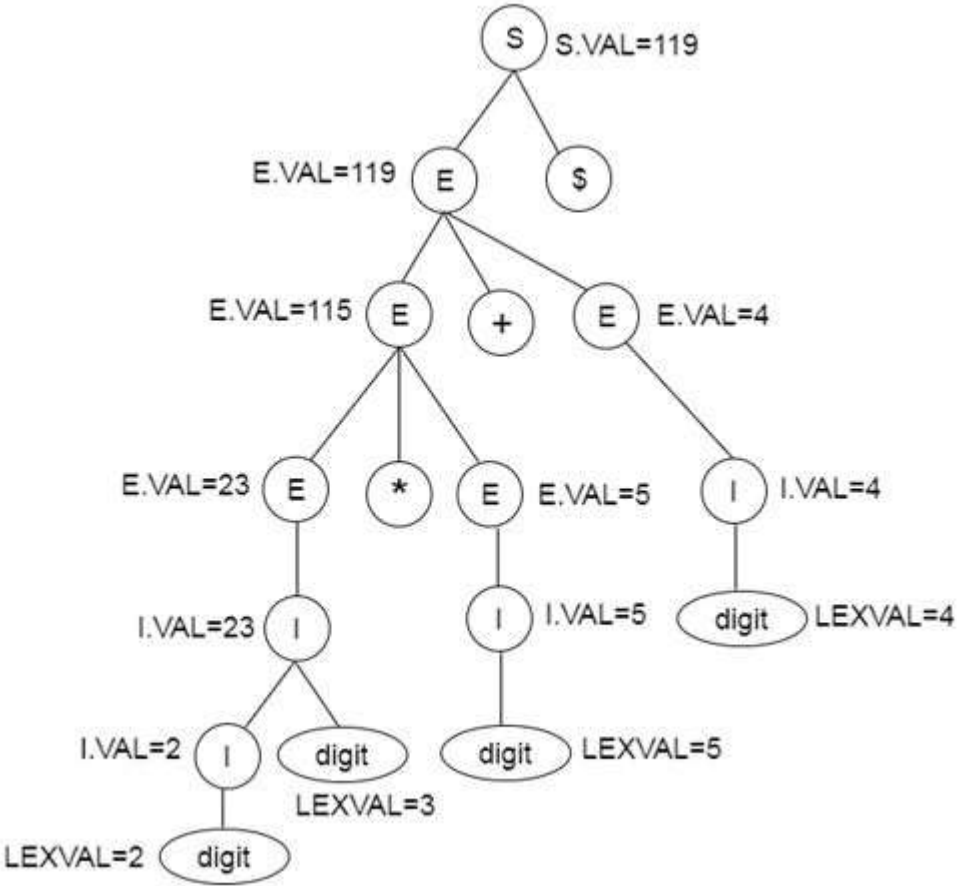 S S.VAL=119
E.VAL=119 E $
E.VAL=115 E + E E.VAL=4
E.VAL=23 E * E E.VAL=5 I I.VAL=4
I.VAL=23 I I I.VAL=5 digit LEXVAL=4
I.VAL=2 I digit digit LEXVAL=5
LEXVAL=3
LEXVAL=2 digit